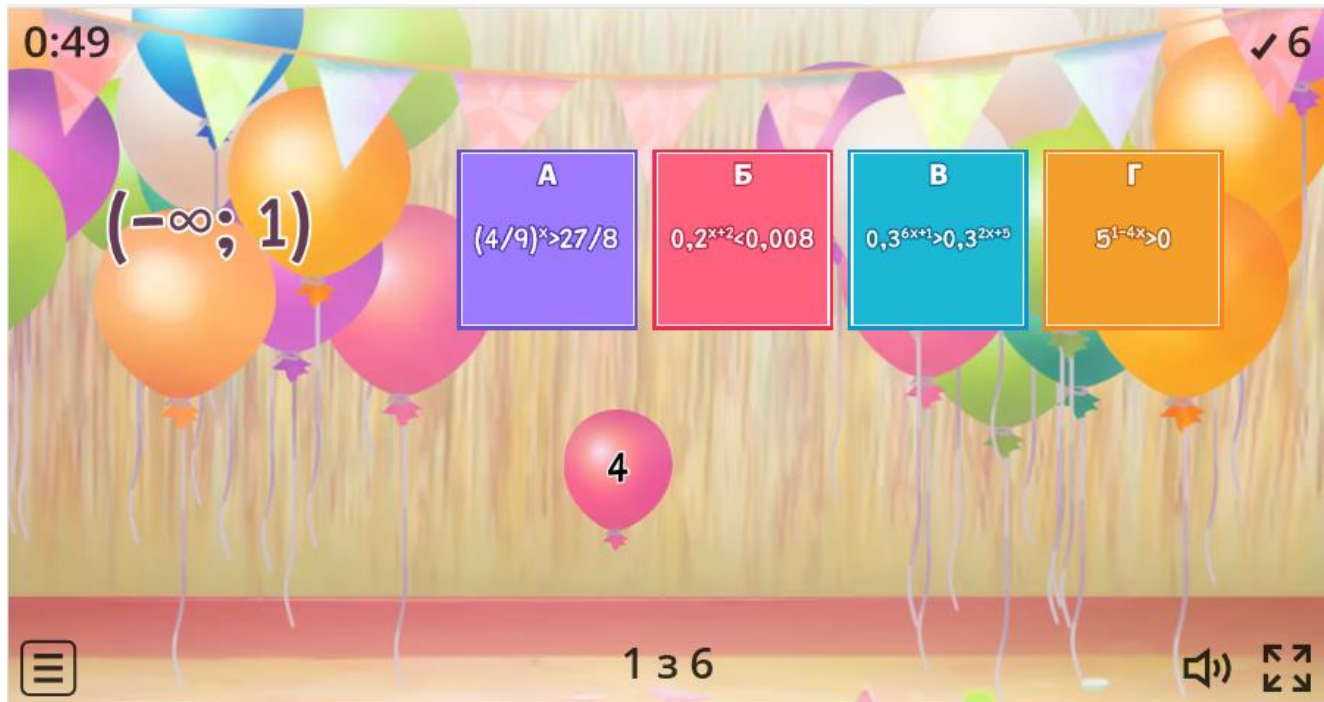 0:49
✓ 6
(-∞; 1)
А
(4/9)ˣ>27/8
Б
0,2ˣ⁺²<0,008
В
0,3⁶ˣ⁺¹>0,3²ˣ⁺⁵
Г
5¹⁻⁴ˣ>0
4
1 з 6